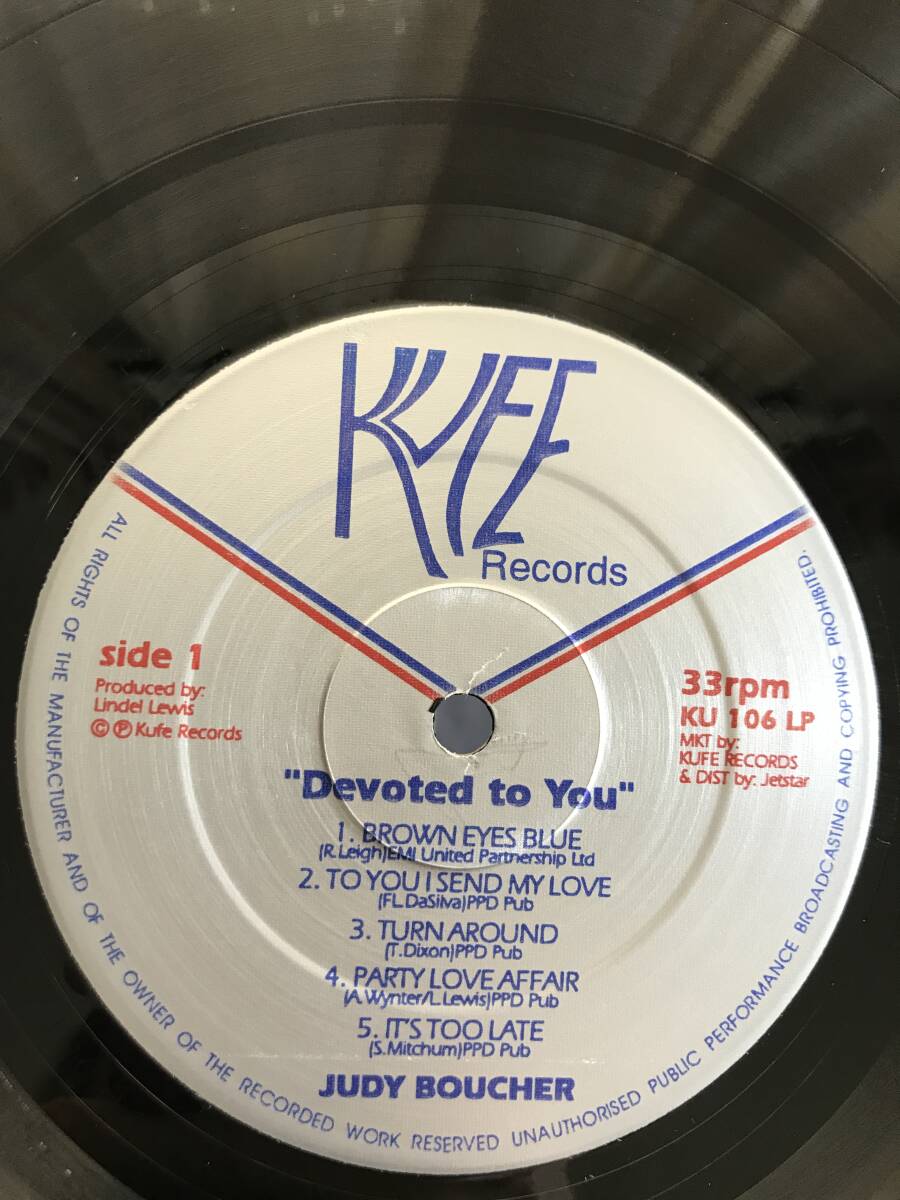 KUFE
Records
side 1
Produced by:
Lindel Lewis
© ℗ Kufe Records
33rpm
KU 106 LP
MKT by:
KUFE RECORDS
& DIST by: Jetstar
"Devoted to You"
1. BROWN EYES BLUE
(R.Leigh)EMI United Partnership Ltd
2. TO YOU I SEND MY LOVE
(F.L.DaSilva)PPD Pub
3. TURN AROUND
(T.Dixon)PPD Pub
4. PARTY LOVE AFFAIR
(A.Wynter/L.Lewis)PPD Pub
5. IT'S TOO LATE
(S.Mitchum)PPD Pub
JUDY BOUCHER
ALL RIGHTS OF THE MANUFACTURER AND OF THE OWNER OF THE RECORDED WORK RESERVED UNAUTHORISED PUBLIC PERFORMANCE BROADCASTING AND COPYING PROHIBITED.